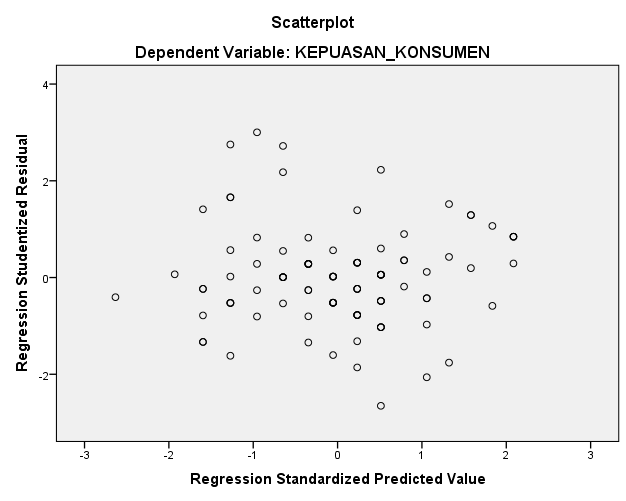 Scatterplot
Dependent Variable: KEPUASAN_KONSUMEN
Regression Studentized Residual
4
2
0
-2
-3 -2 -1 0 1 2 3
Regression Standardized Predicted Value